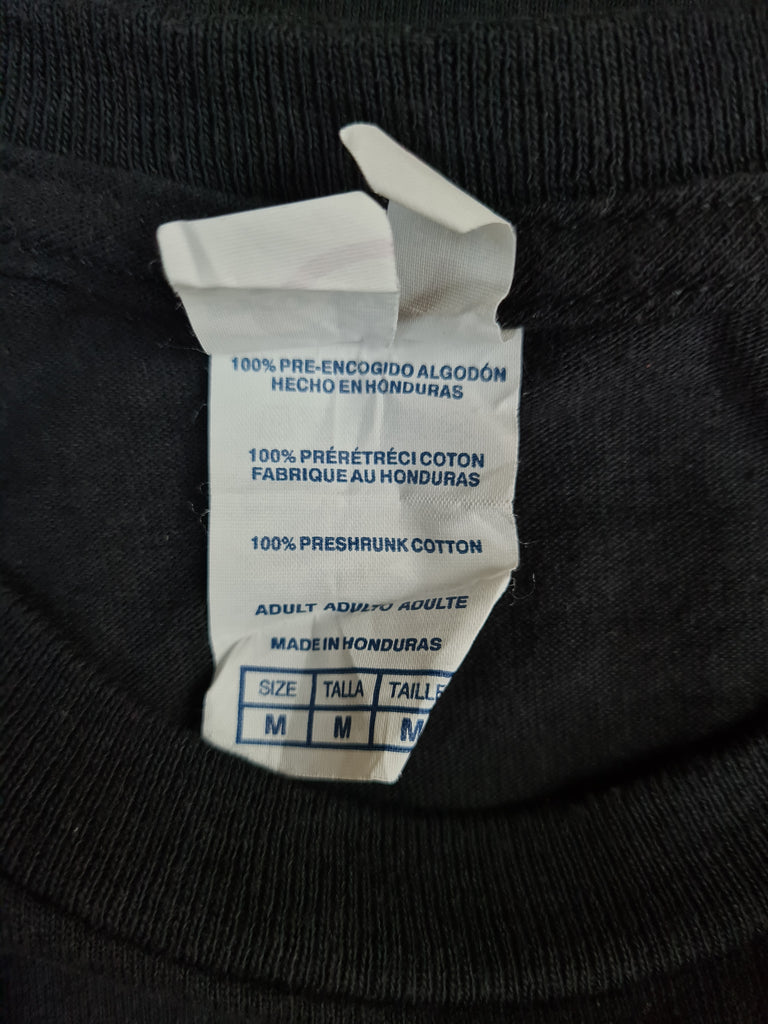 100% PRE-ENCOGIDO ALGODÓN
HECHO EN HONDURAS
100% PRÉRÉTRÉCI COTON
FABRIQUE AU HONDURAS
100% PRESHRUNK COTTON
ADULT ADULTO ADULTE
MADE IN HONDURAS
SIZE TALLA TAILLE
M M M